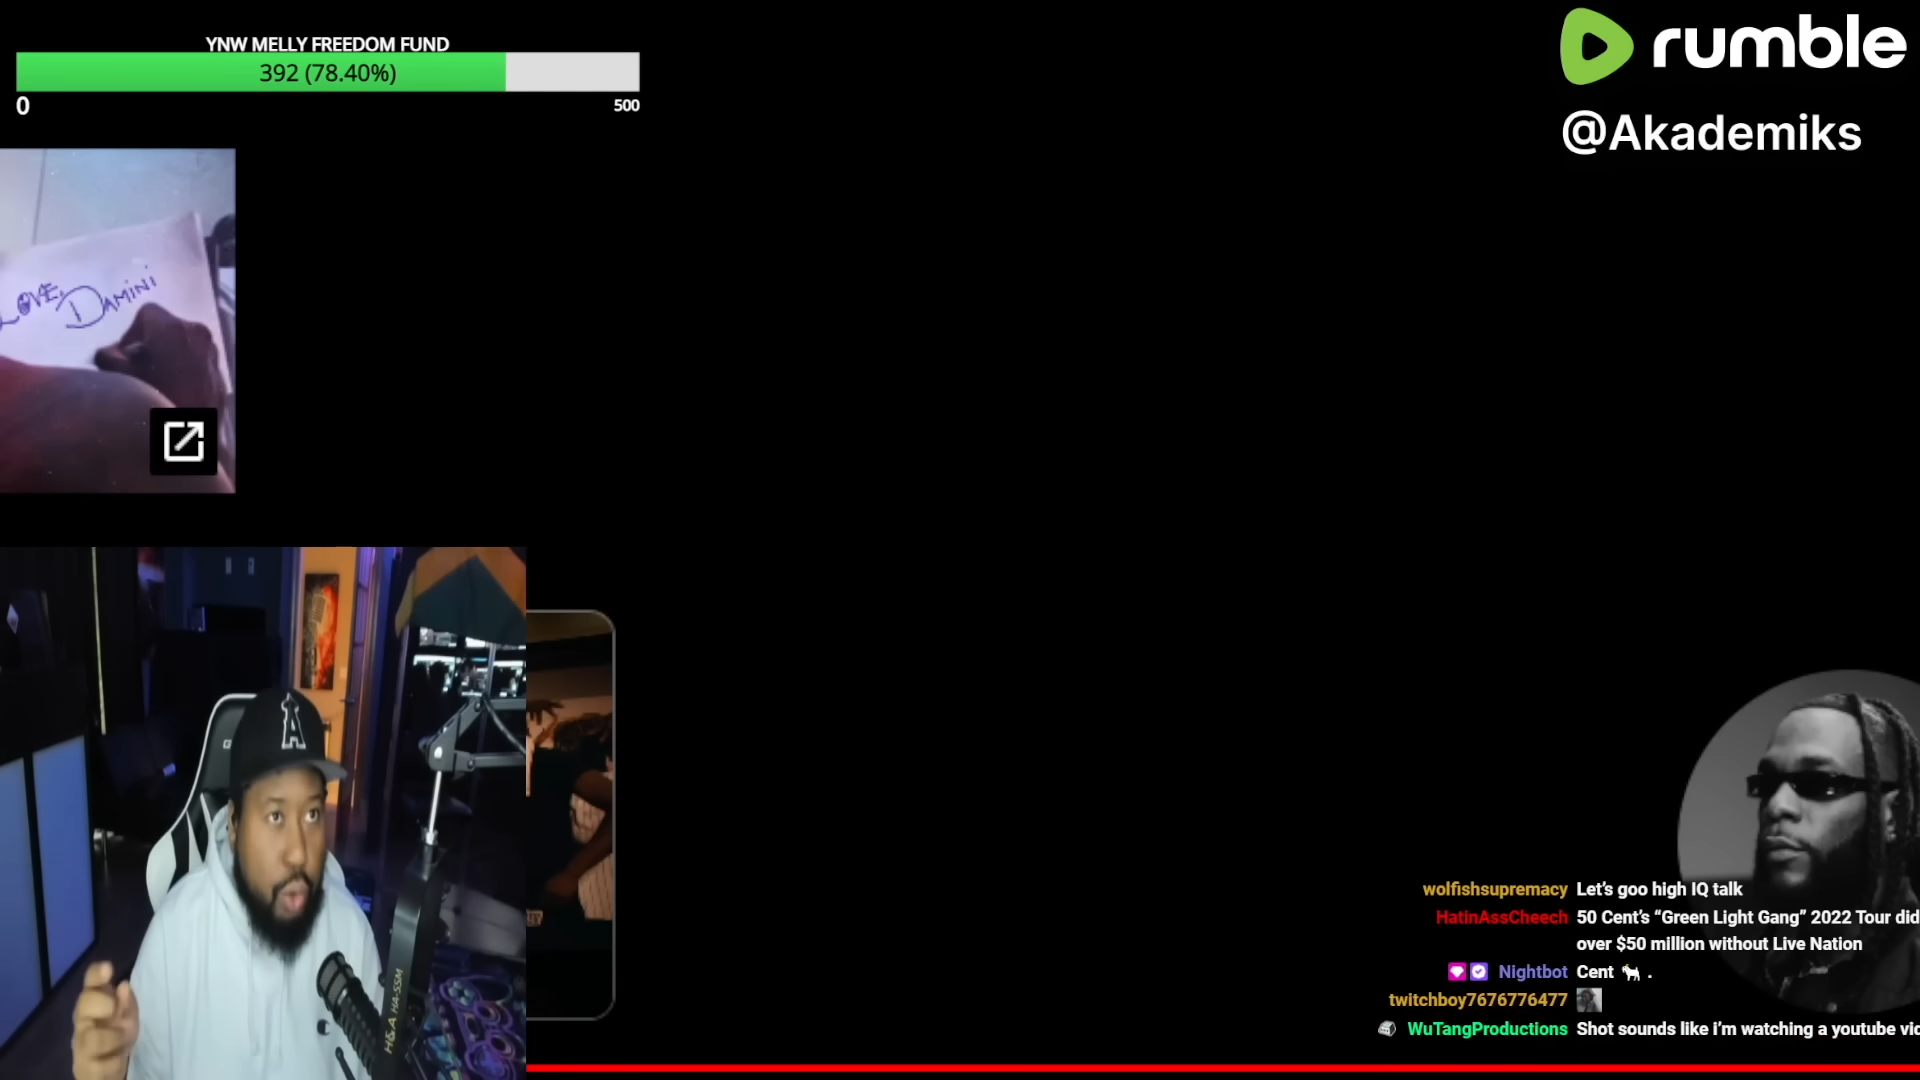 YNW MELLY FREEDOM FUND
392 (78.40%)
0
500
rumble
@Akademiks
LOVE,
DAMiNi
A
H&A HA-SSM
wolfishsupremacy Let's goo high IQ talk
HatinAssCheech 50 Cent's “Green Light Gang” 2022 Tour did
over $50 million without Live Nation
Nightbot Cent 🐐 .
twitchboy7676776477
WuTangProductions Shot sounds like i'm watching a youtube